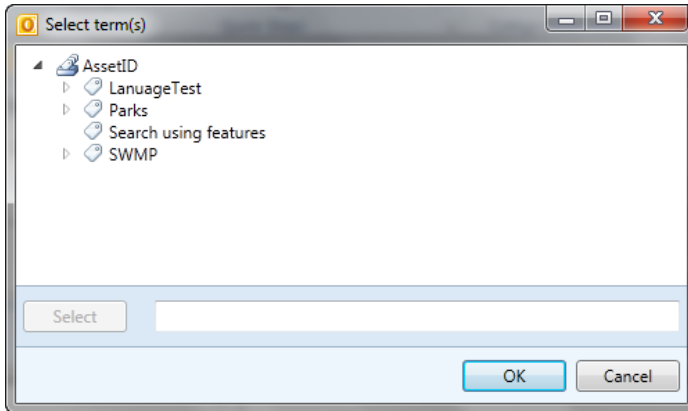 Select term(s)
AssetID
LanuageTest
Parks
Search using features
SWMP
Select
OK
Cancel